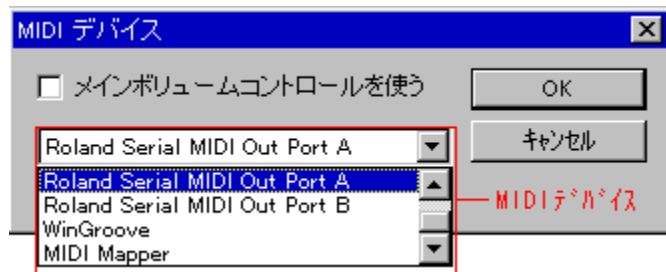 MIDI デバイス
メインボリュームコントロールを使う
OK
キャンセル
Roland Serial MIDI Out Port A
Roland Serial MIDI Out Port A
Roland Serial MIDI Out Port B
WinGroove
MIDI Mapper
MIDIデバイス